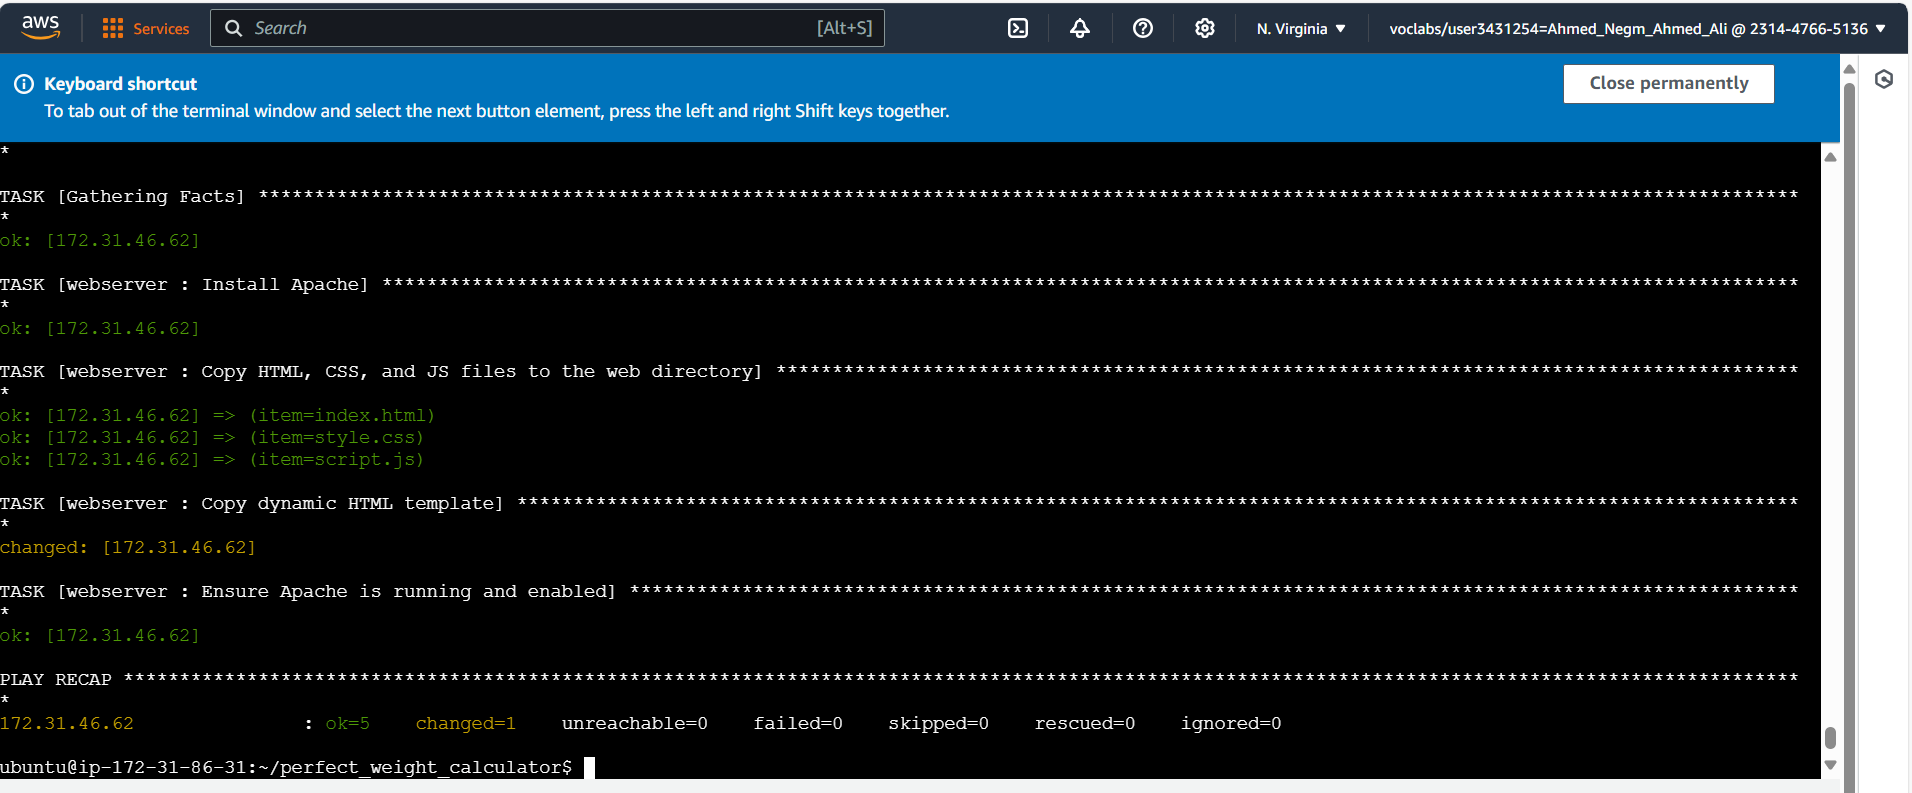 aws Services Search [Alt+S] N. Virginia voclabs/user3431254=Ahmed_Negm_Ahmed_Ali @ 2314-4766-5136
Keyboard shortcut Close permanently
To tab out of the terminal window and select the next button element, press the left and right Shift keys together.
*
TASK [Gathering Facts] *****************************************************************************************************************************************
*
ok: [172.31.46.62]
TASK [webserver : Install Apache] ******************************************************************************************************************************
*
ok: [172.31.46.62]
TASK [webserver : Copy HTML, CSS, and JS files to the web directory] *******************************************************************************************
*
ok: [172.31.46.62] => (item=index.html)
ok: [172.31.46.62] => (item=style.css)
ok: [172.31.46.62] => (item=script.js)
TASK [webserver : Copy dynamic HTML template] ******************************************************************************************************************
*
changed: [172.31.46.62]
TASK [webserver : Ensure Apache is running and enabled] ********************************************************************************************************
*
ok: [172.31.46.62]
PLAY RECAP *****************************************************************************************************************************************************
*
172.31.46.62 : ok=5 changed=1 unreachable=0 failed=0 skipped=0 rescued=0 ignored=0
ubuntu@ip-172-31-86-31:~/perfect_weight_calculator$